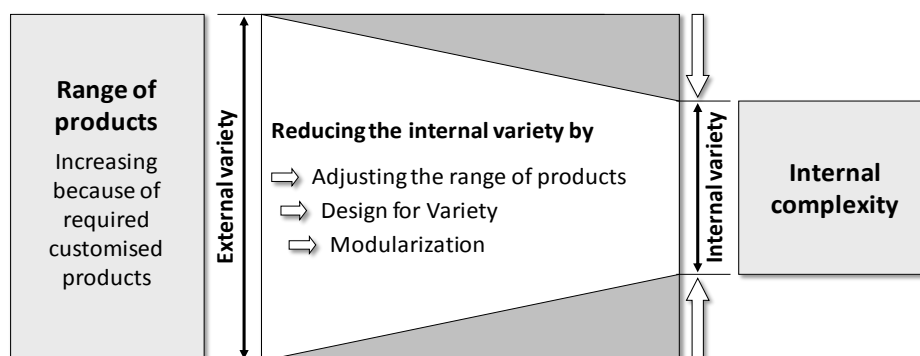 Range of
products
Increasing
because of
required
customised
products
External variety
Reducing the internal variety by
Adjusting the range of products
Design for Variety
Modularization
Internal variety
Internal
complexity